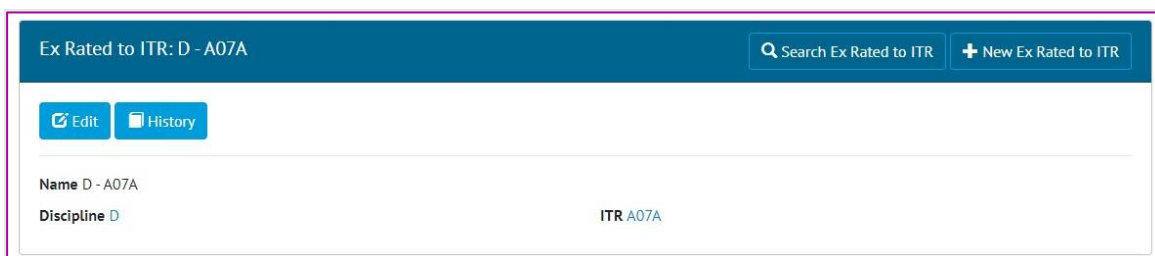 Ex Rated to ITR: D - A07A
Search Ex Rated to ITR
New Ex Rated to ITR
Edit
History
Name D - A07A
Discipline D
ITR A07A